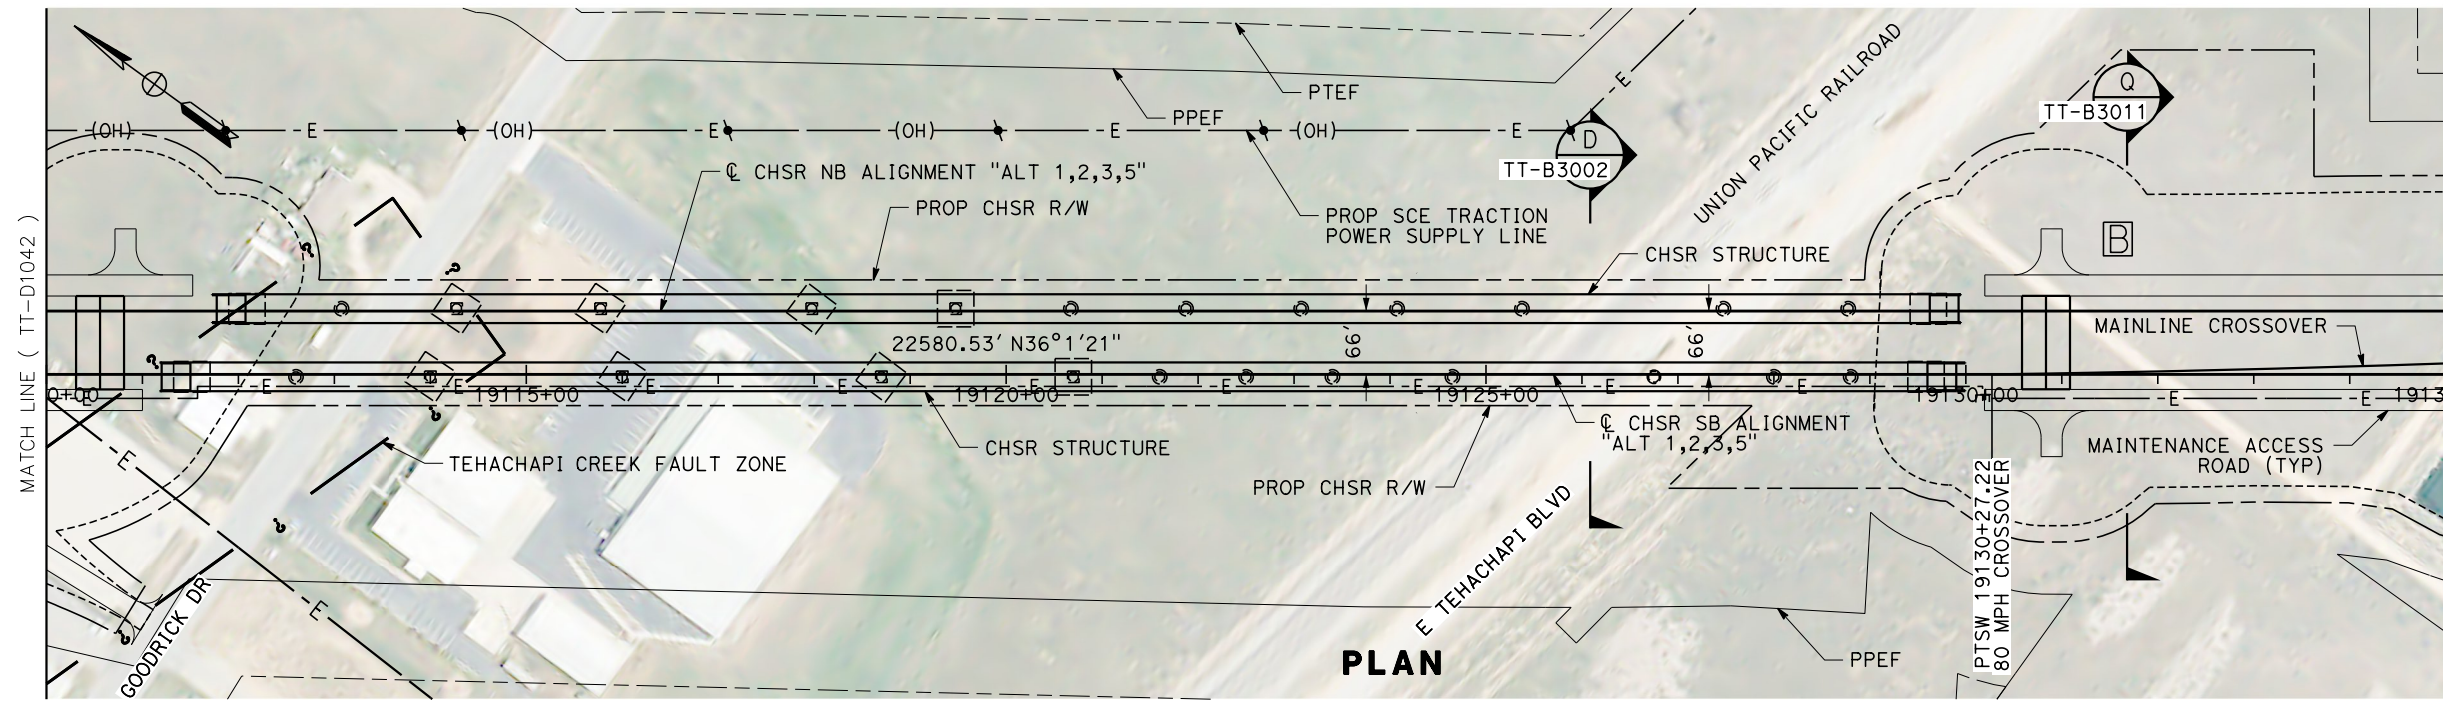 PTEF
PPEF
(OH) E (OH) E (OH) E (OH) E
E
UNION PACIFIC RAILROAD
Q
TT-B3011
D
TT-B3002
℄ CHSR NB ALIGNMENT "ALT 1,2,3,5"
PROP CHSR R/W
PROP SCE TRACTION
POWER SUPPLY LINE
CHSR STRUCTURE
B
MATCH LINE ( TT-D1042 )
22580.53' N36°1'21"
66'
66'
MAINLINE CROSSOVER
E E E E E E E E E E E
0+00 19115+00 19120+00 19125+00 19130+00 1913
℄ CHSR SB ALIGNMENT
"ALT 1,2,3,5"
CHSR STRUCTURE
TEHACHAPI CREEK FAULT ZONE
PROP CHSR R/W
MAINTENANCE ACCESS
ROAD (TYP)
E
E
? ? ? ? ? ?
GOODRICK DR
E TEHACHAPI BLVD
PTSW 19130+27.22
80 MPH CROSSOVER
PPEF
PLAN